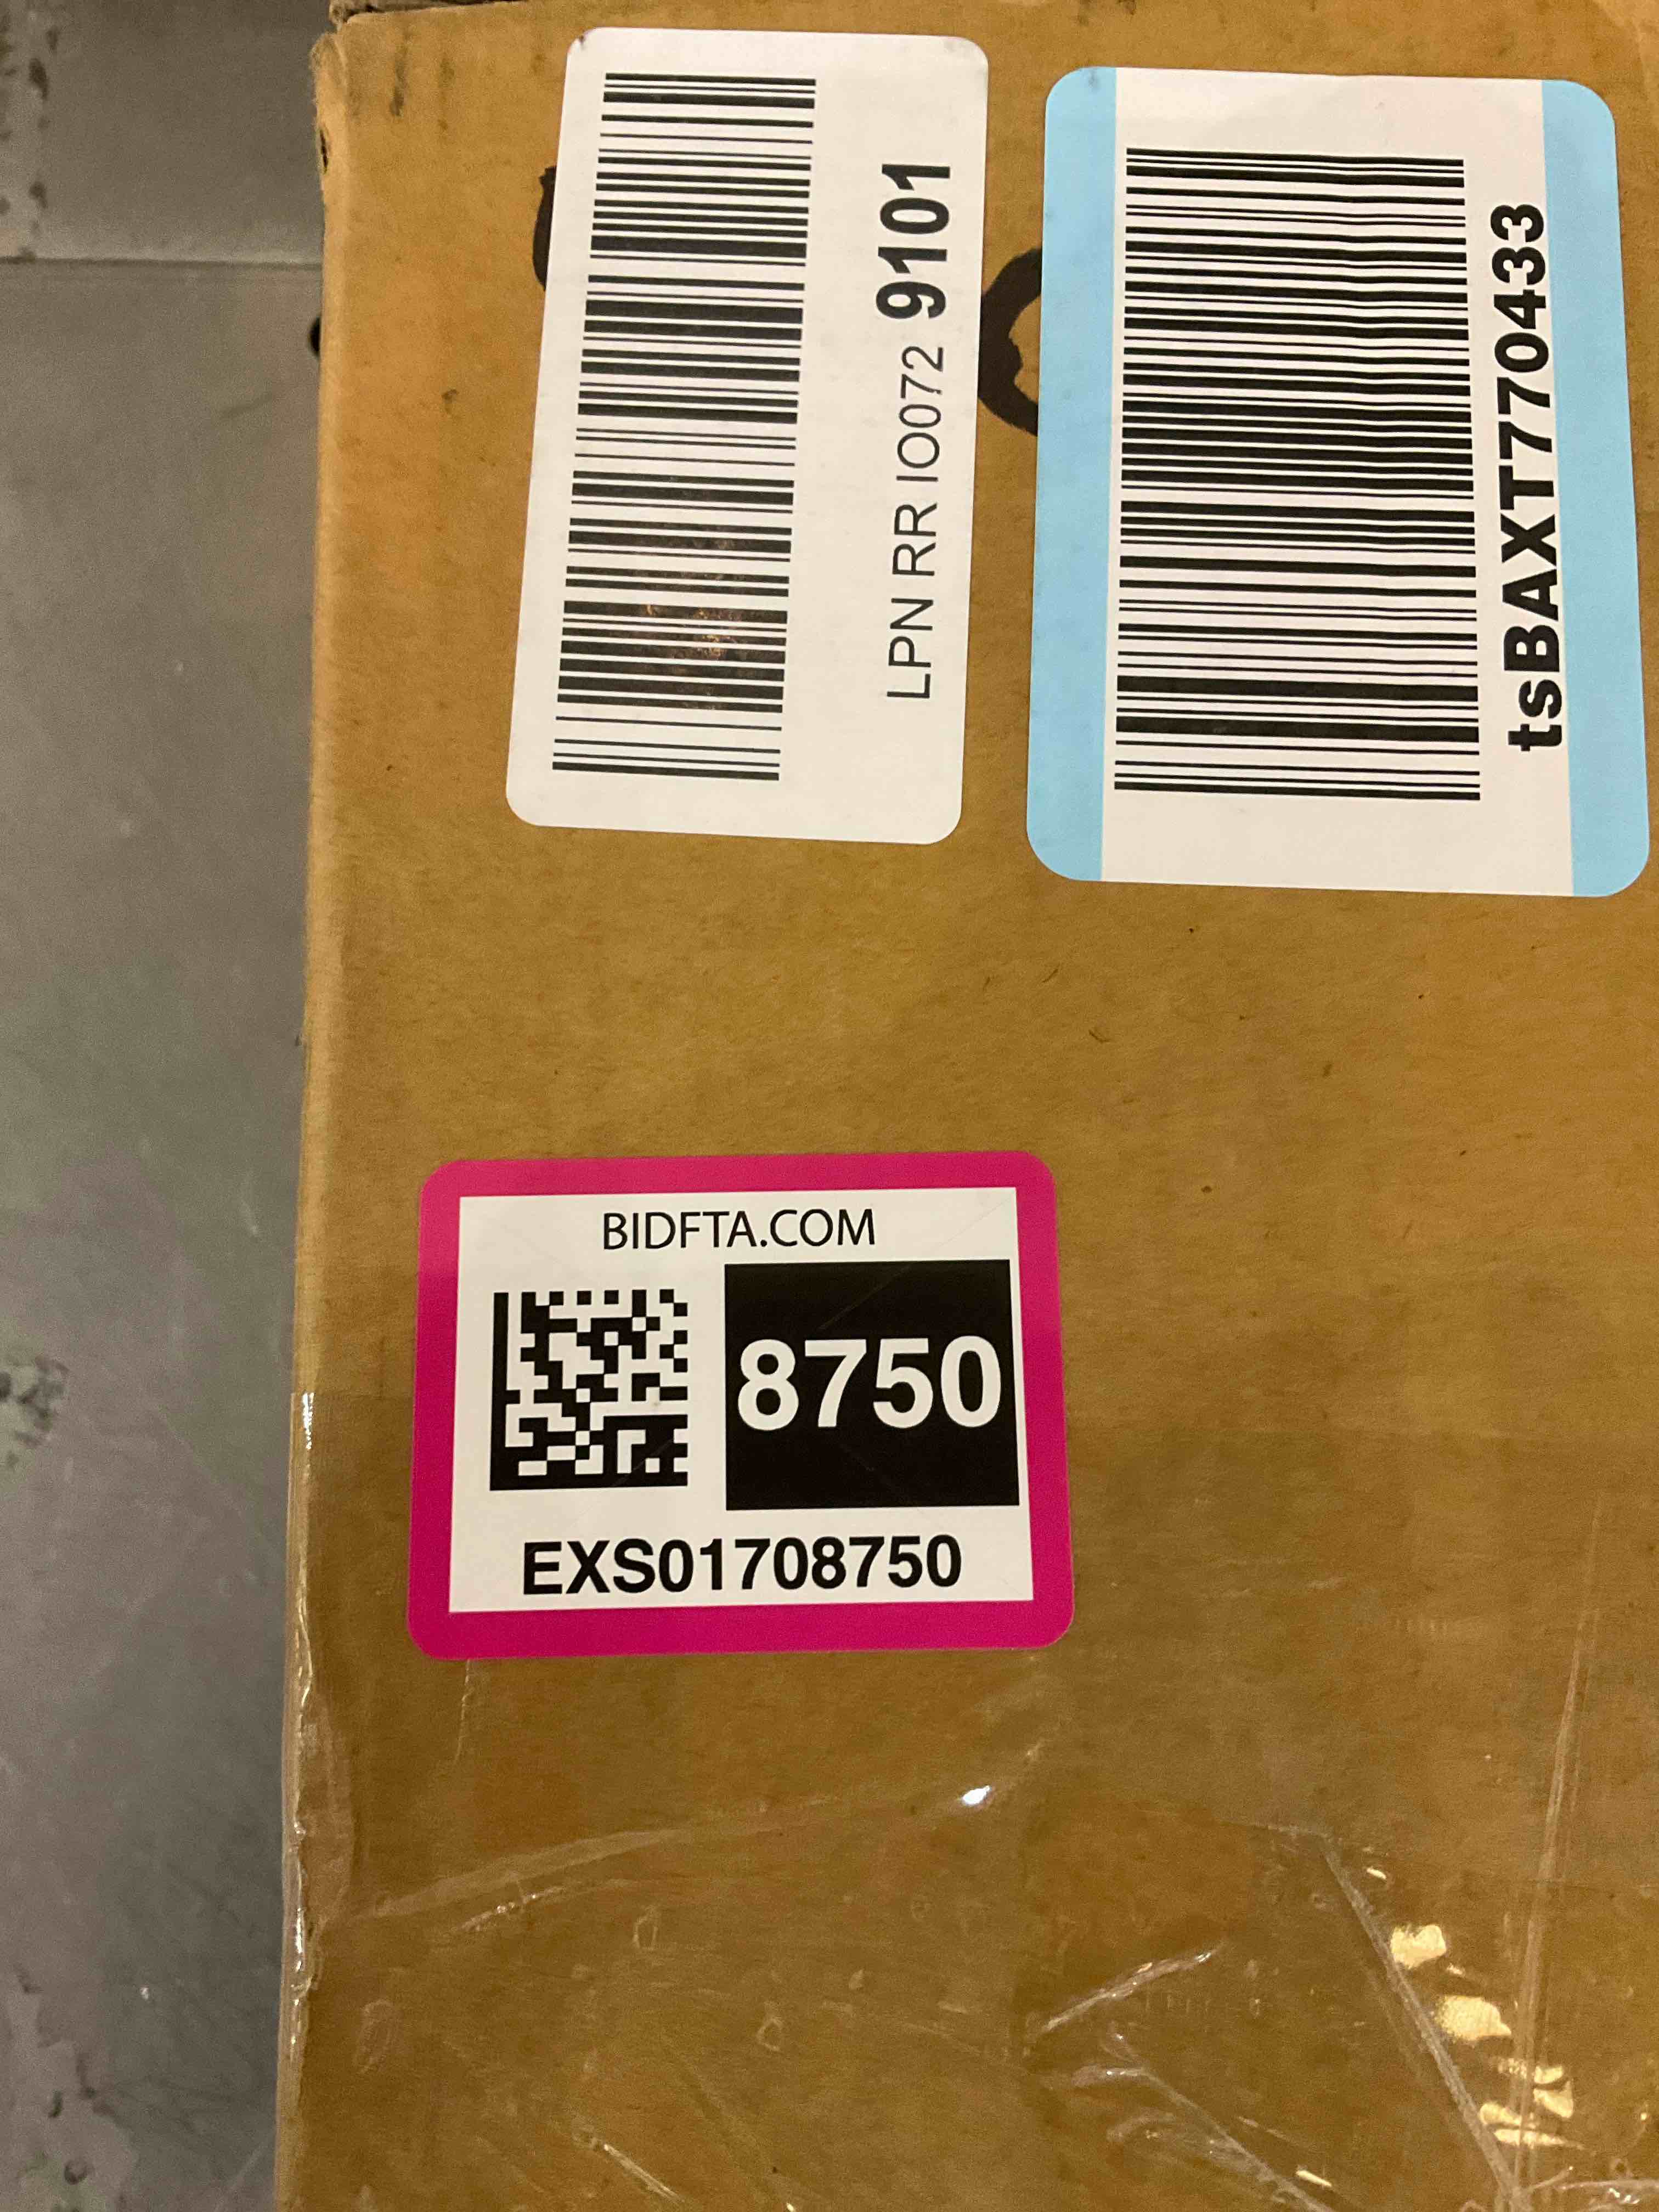 LPN RR IO072 9101
tsBAXT770433
BIDFTA.COM
8750
EXS01708750